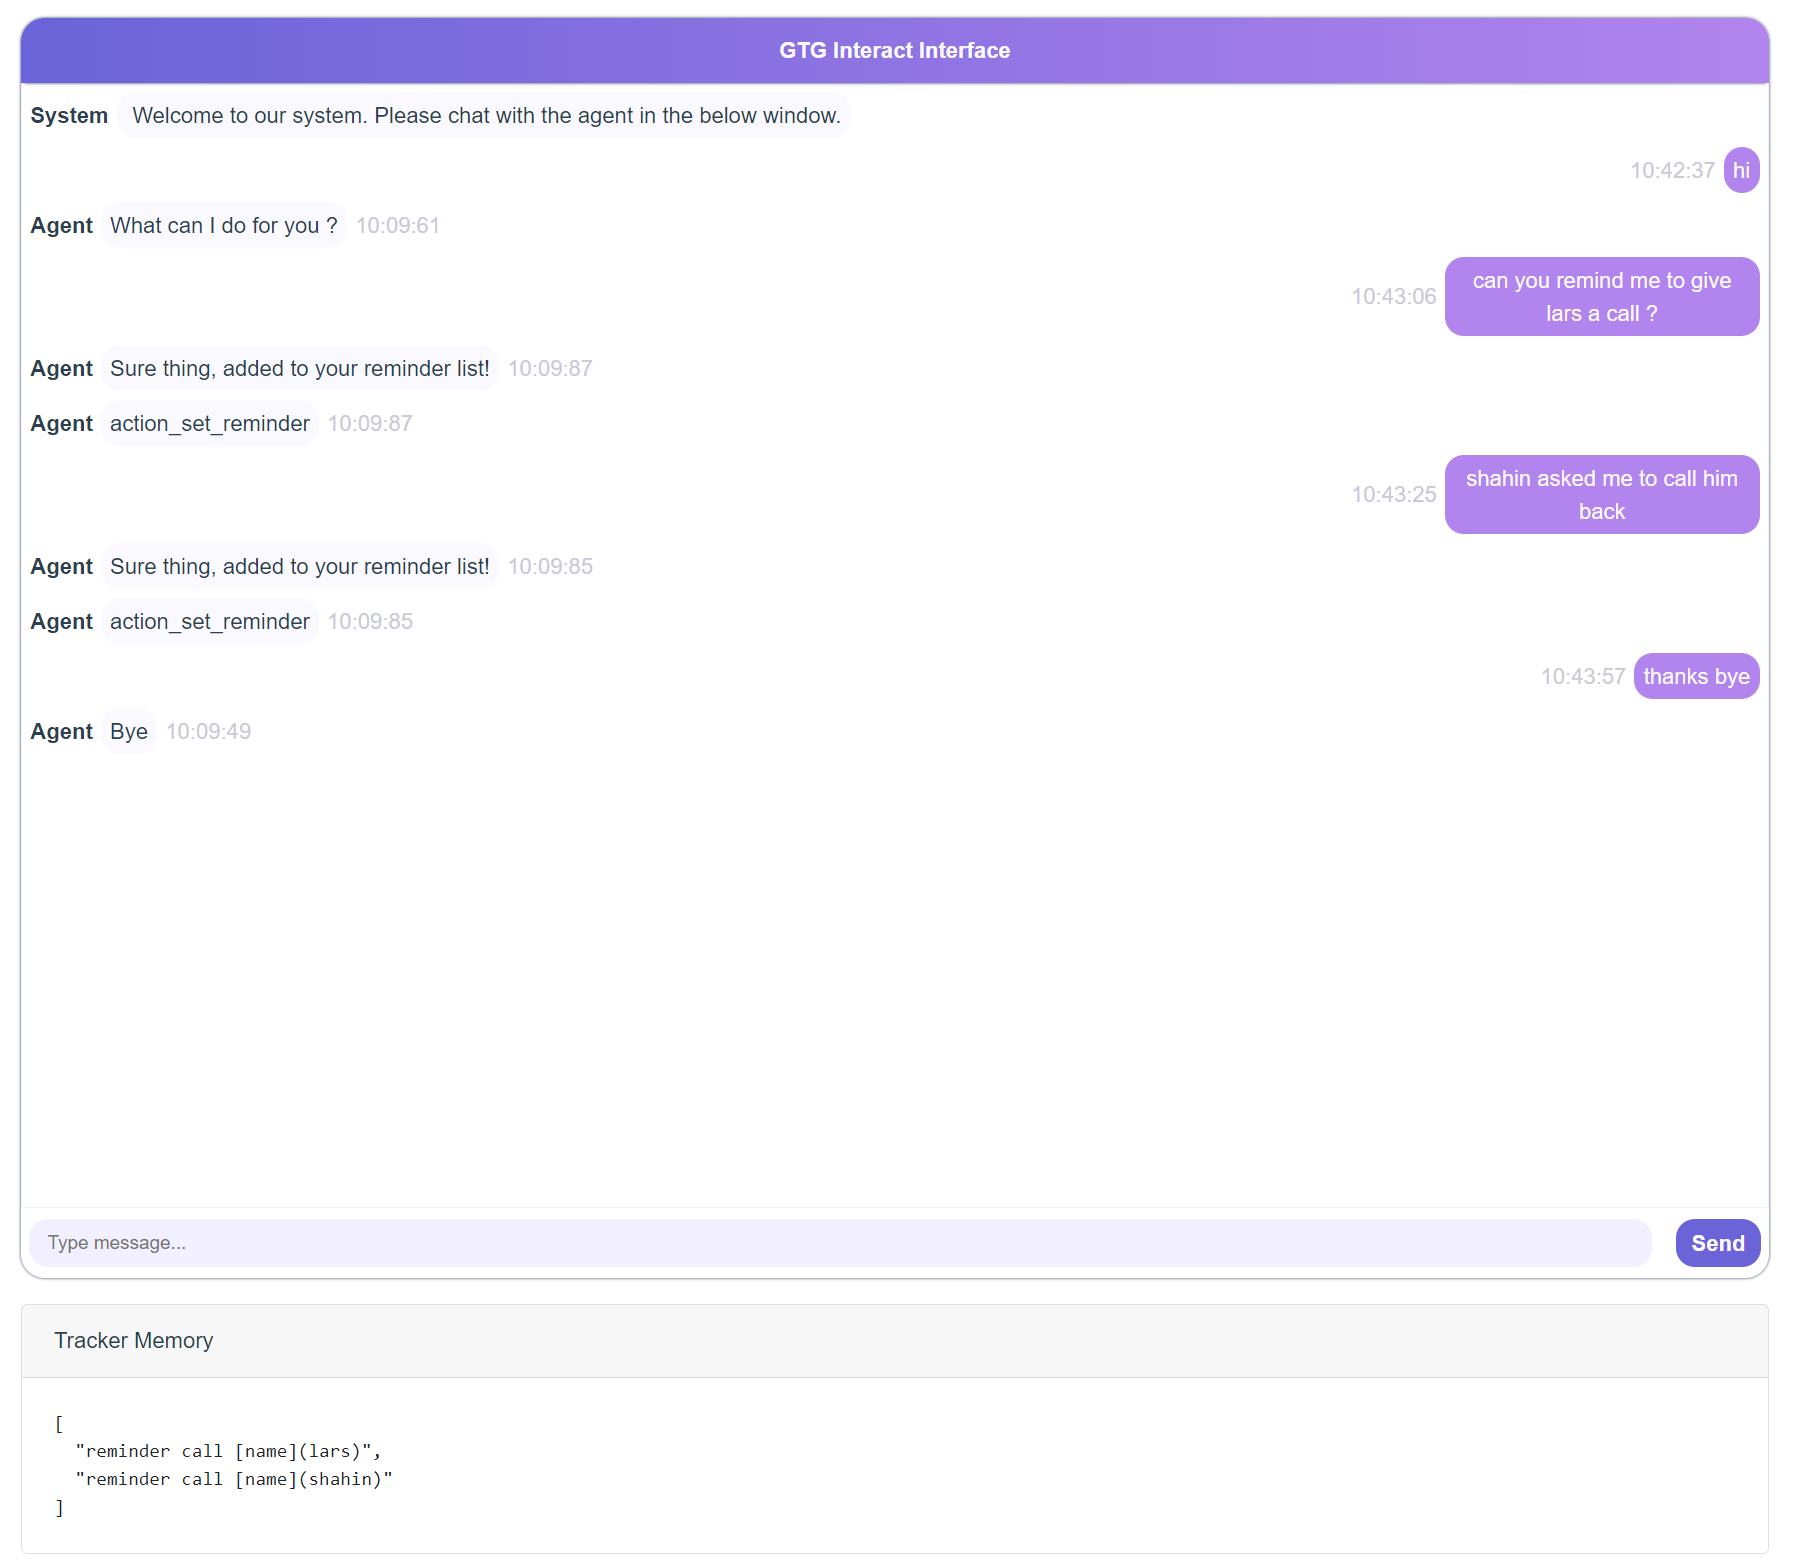 GTG Interact Interface
System Welcome to our system. Please chat with the agent in the below window.
10:42:37 hi
Agent What can I do for you ? 10:09:61
10:43:06 can you remind me to give
lars a call ?
Agent Sure thing, added to your reminder list! 10:09:87
Agent action_set_reminder 10:09:87
10:43:25 shahin asked me to call him
back
Agent Sure thing, added to your reminder list! 10:09:85
Agent action_set_reminder 10:09:85
10:43:57 thanks bye
Agent Bye 10:09:49
Type message... Send
Tracker Memory
[
  "reminder call [name](lars)",
  "reminder call [name](shahin)"
]